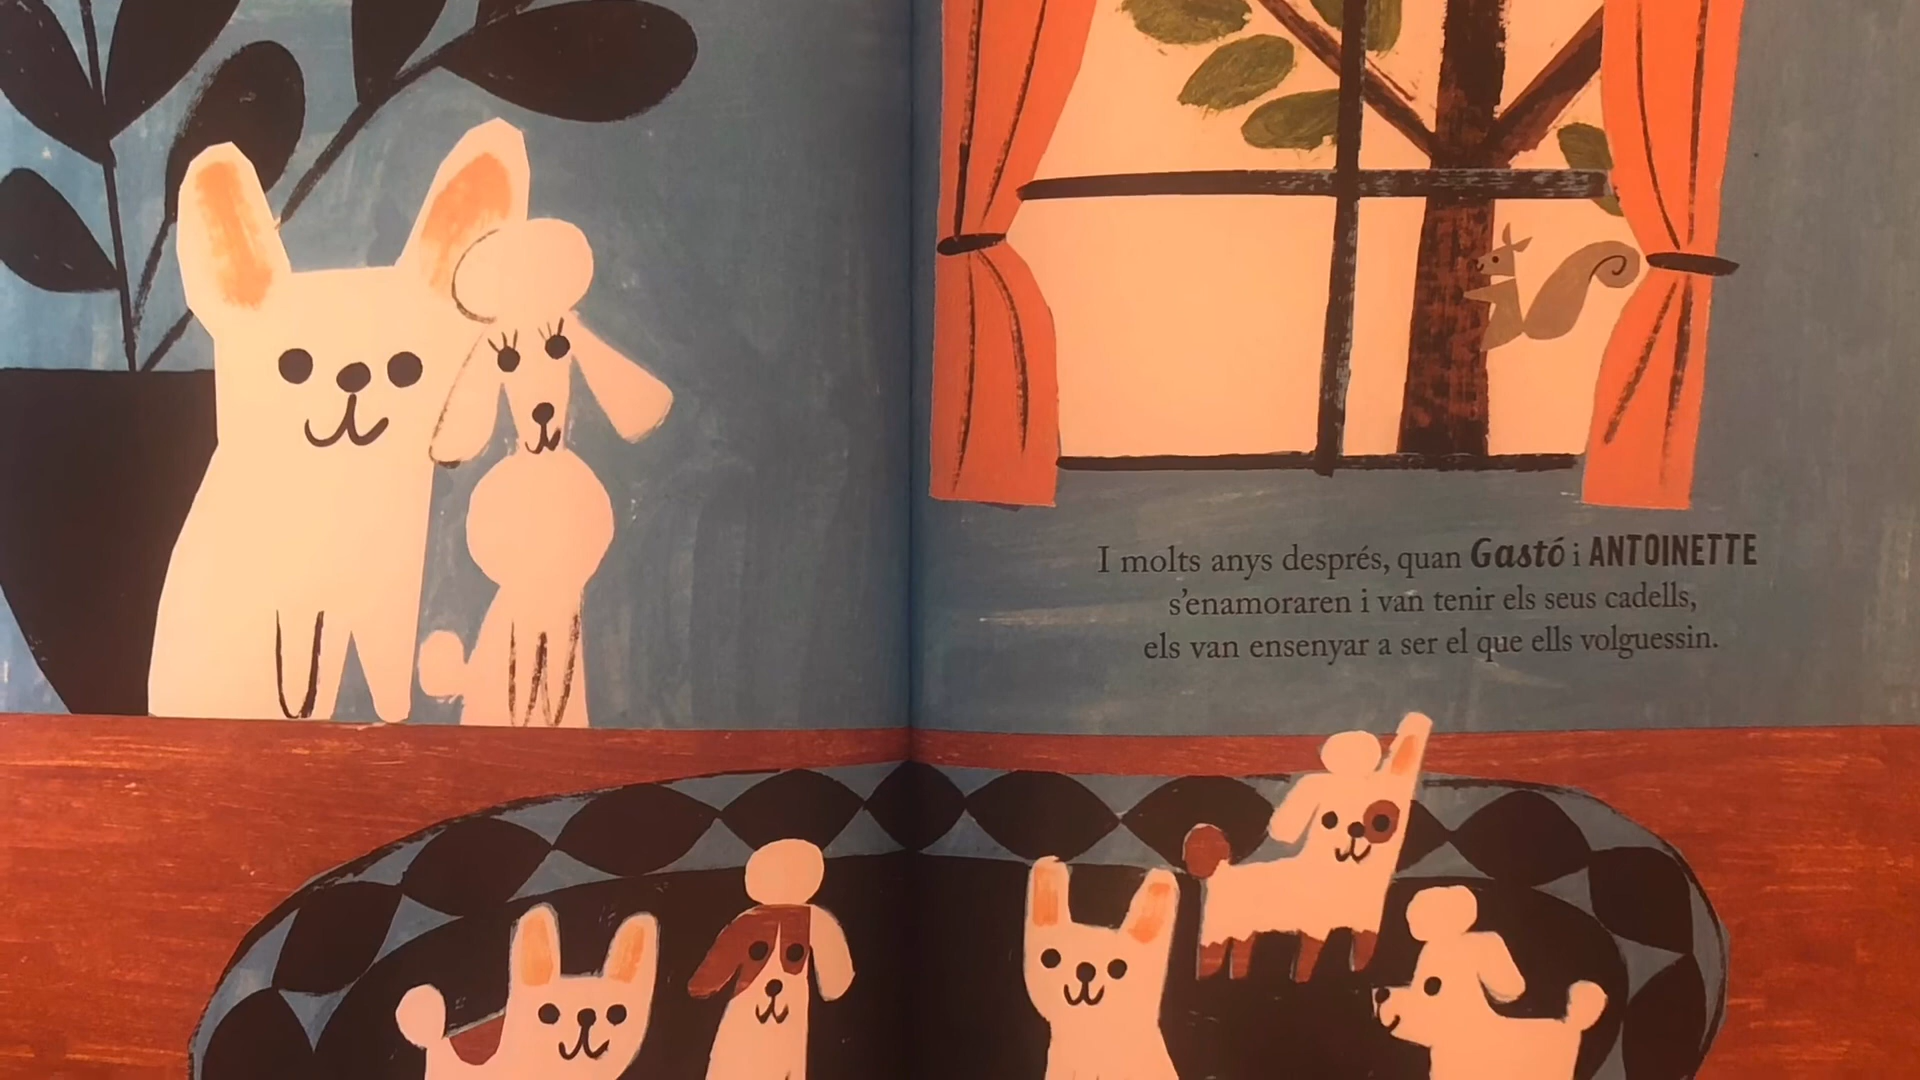 I molts anys després, quan Gastó i ANTOINETTE
s'enamoraren i van tenir els seus cadells,
els van ensenyar a ser el que ells volguessin.